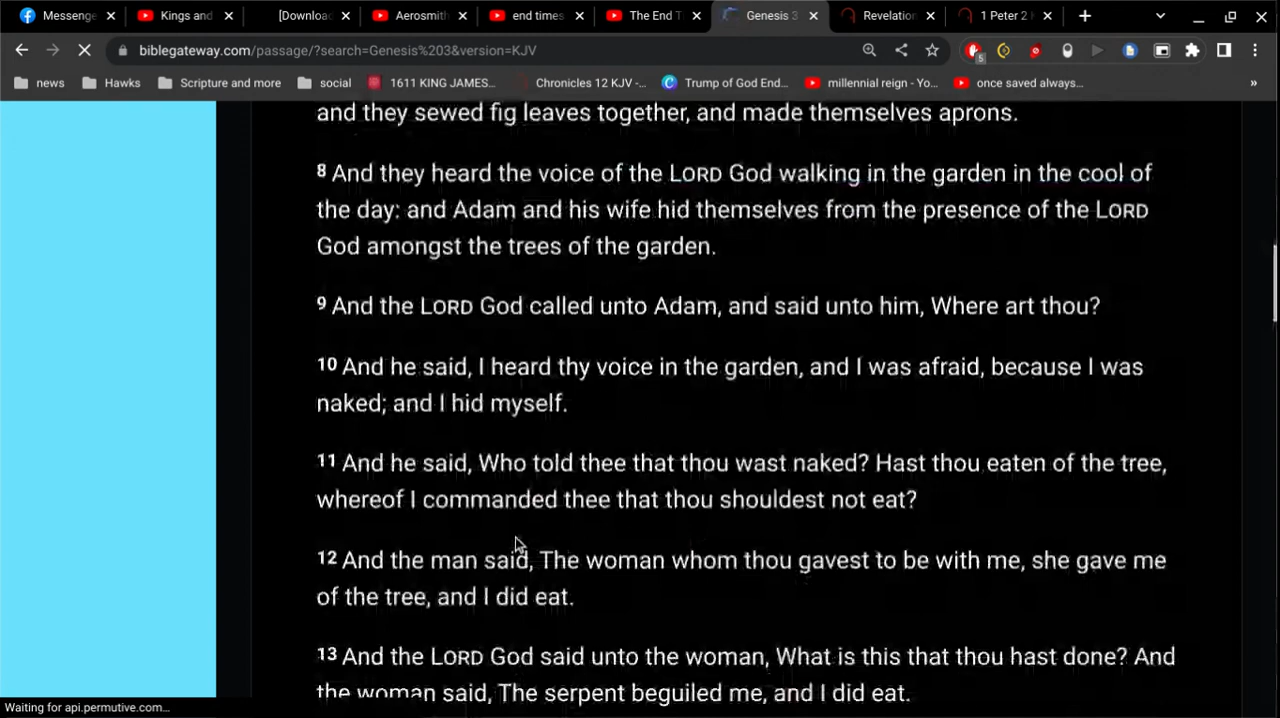 Messenge
Kings and
[Downloac
Aerosmith
end times
The End T
Genesis 3
Revelation
1 Peter 2
biblegateway.com/passage/?search=Genesis%203&version=KJV
5
news
Hawks
Scripture and more
social
1611 KING JAMES...
Chronicles 12 KJV -...
Trump of God End...
millennial reign - Yo...
once saved always...
»
and they sewed fig leaves together, and made themselves aprons.
8 And they heard the voice of the LORD God walking in the garden in the cool of
the day: and Adam and his wife hid themselves from the presence of the LORD
God amongst the trees of the garden.
9 And the LORD God called unto Adam, and said unto him, Where art thou?
10 And he said, I heard thy voice in the garden, and I was afraid, because I was
naked; and I hid myself.
11 And he said, Who told thee that thou wast naked? Hast thou eaten of the tree,
whereof I commanded thee that thou shouldest not eat?
12 And the man said, The woman whom thou gavest to be with me, she gave me
of the tree, and I did eat.
13 And the LORD God said unto the woman, What is this that thou hast done? And
the woman said, The serpent beguiled me, and I did eat.
Waiting for api.permutive.com...